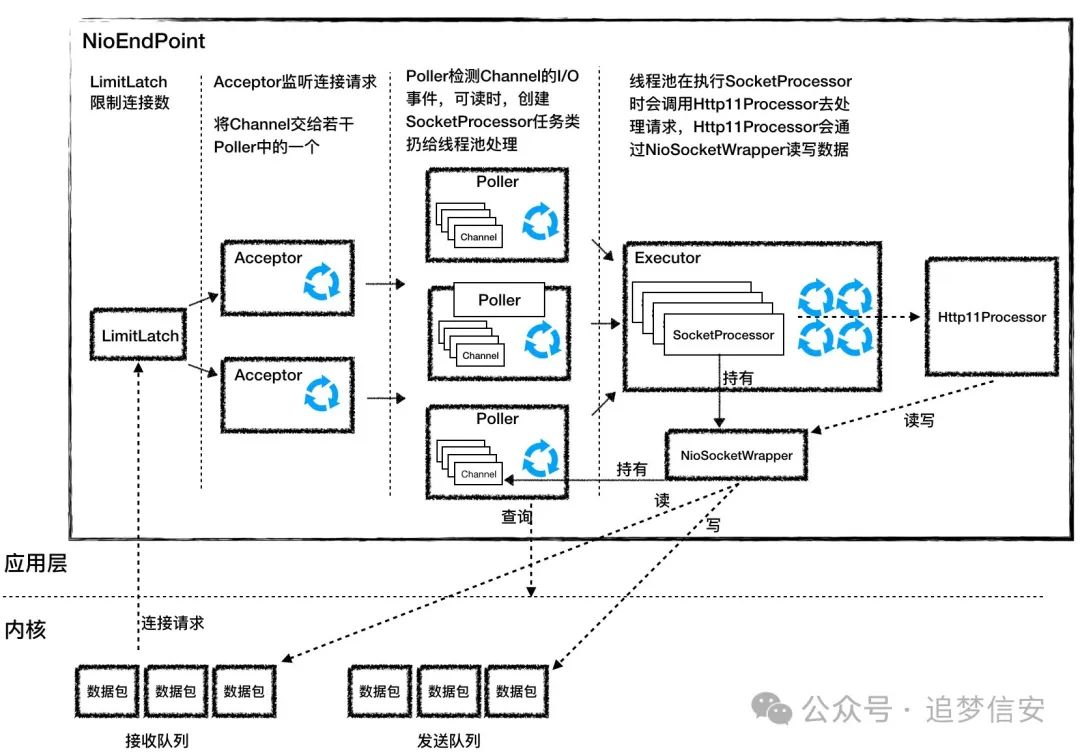 NioEndPoint
LimitLatch
限制连接数
Acceptor监听连接请求
将Channel交给若干
Poller中的一个
Poller检测Channel的I/O
事件，可读时，创建
SocketProcessor任务类
扔给线程池处理
线程池在执行SocketProcessor
时会调用Http11Processor去处
理请求，Http11Processor会通
过NioSocketWrapper读写数据
Poller
Channel
Acceptor
Executor
Poller
Channel
SocketProcessor
Http11Processor
LimitLatch
Acceptor
持有
Poller
Channel
读写
NioSocketWrapper
持有
查询
读
写
应用层
内核
连接请求
数据包
数据包
数据包
数据包
数据包
数据包
接收队列
发送队列
公众号 · 追梦信安